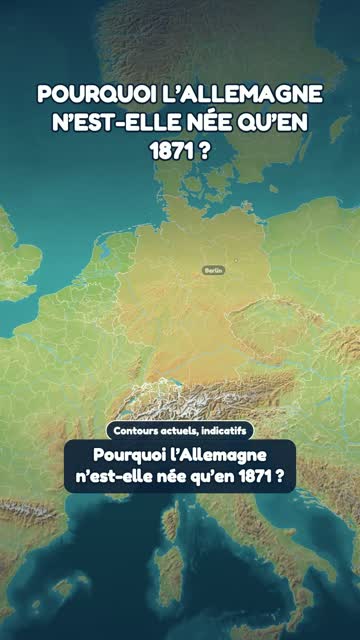 POURQUOI L’ALLEMAGNE
N’EST-ELLE NÉE QU’EN
1871 ?
Berlin
Contours actuels, indicatifs
Pourquoi l’Allemagne
n’est-elle née qu’en 1871 ?